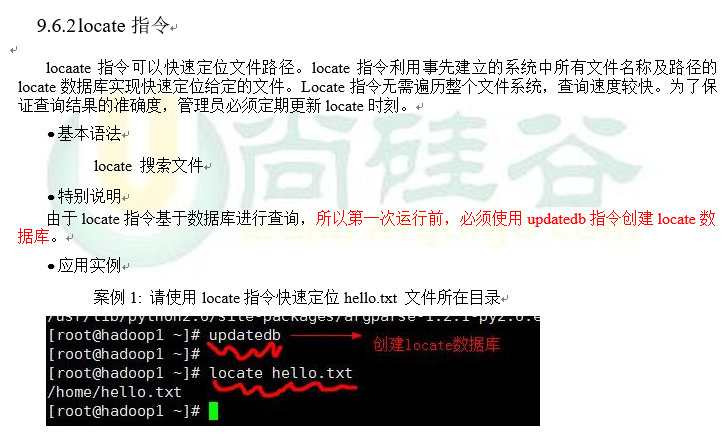 9.6.2locate 指令
locaate 指令可以快速定位文件路径。locate 指令利用事先建立的系统中所有文件名称及路径的
locate 数据库实现快速定位给定的文件。Locate 指令无需遍历整个文件系统，查询速度较快。为了保
证查询结果的准确度，管理员必须定期更新 locate 时刻。
●基本语法
locate 搜索文件
●特别说明
由于 locate 指令基于数据库进行查询，所以第一次运行前，必须使用 updatedb 指令创建 locate 数
据库。
●应用实例
案例 1: 请使用 locate 指令快速定位 hello.txt 文件所在目录
/usr/lib/python2.6/site-packages/argparse-1.2.1-py2.6.e
[root@hadoop1 ~]# updatedb 创建locate数据库
[root@hadoop1 ~]#
[root@hadoop1 ~]# locate hello.txt
/home/hello.txt
[root@hadoop1 ~]#
尚硅谷